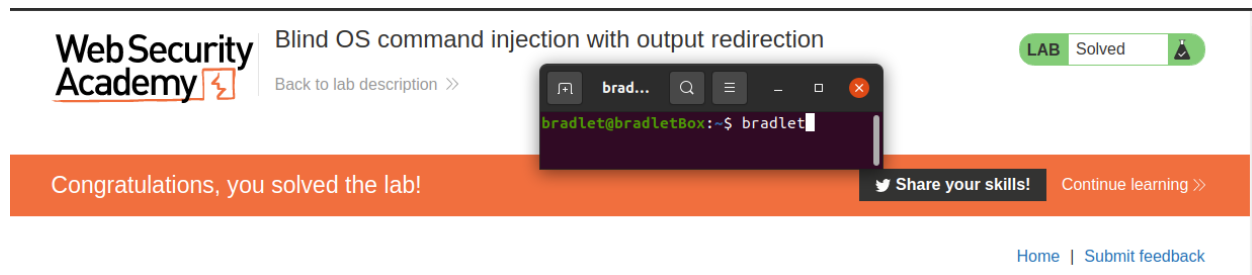 Web Security
Academy
Blind OS command injection with output redirection
Back to lab description >>
LAB Solved
brad...
bradlet@bradletBox:~$ bradlet
Congratulations, you solved the lab!
Share your skills!
Continue learning >>
Home | Submit feedback